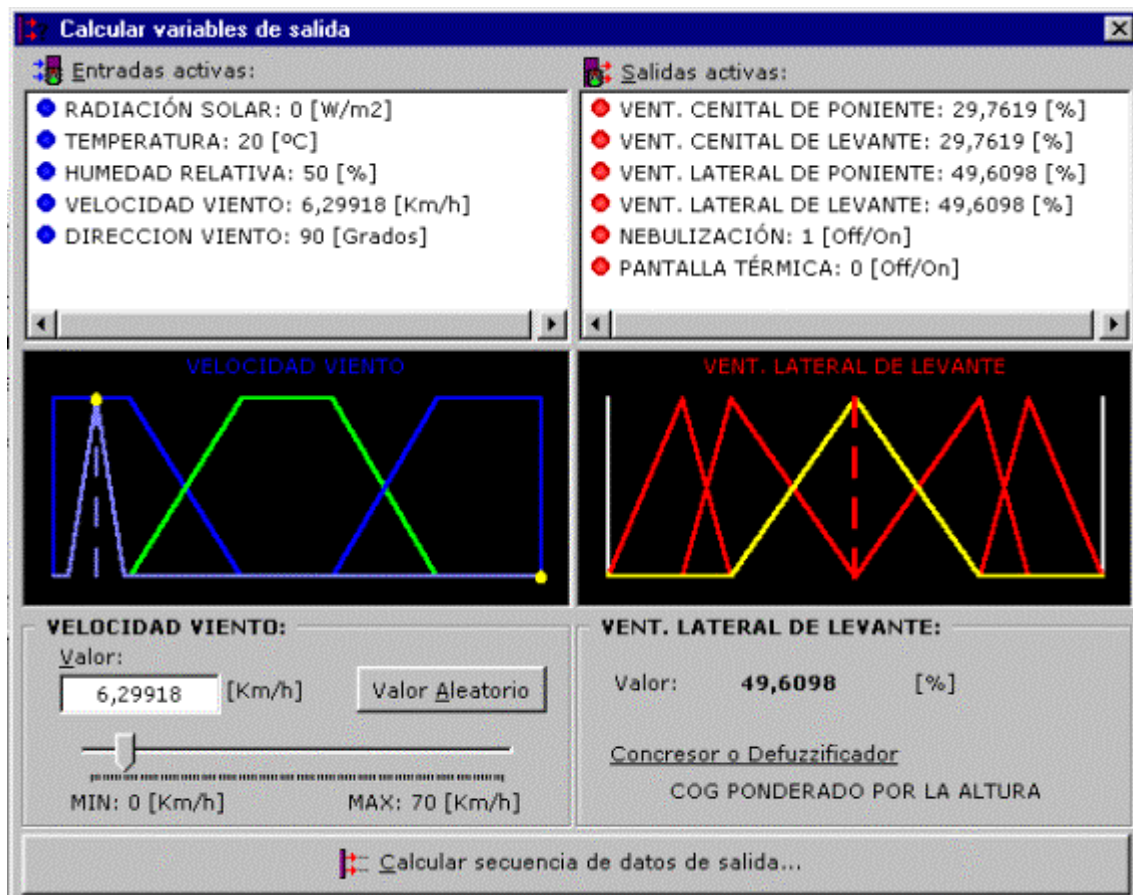 Calcular variables de salida
Entradas activas:
RADIACIÓN SOLAR: 0 [W/m2]
TEMPERATURA: 20 [ºC]
HUMEDAD RELATIVA: 50 [%]
VELOCIDAD VIENTO: 6,29918 [Km/h]
DIRECCION VIENTO: 90 [Grados]
Salidas activas:
VENT. CENITAL DE PONIENTE: 29,7619 [%]
VENT. CENITAL DE LEVANTE: 29,7619 [%]
VENT. LATERAL DE PONIENTE: 49,6098 [%]
VENT. LATERAL DE LEVANTE: 49,6098 [%]
NEBULIZACIÓN: 1 [Off/On]
PANTALLA TÉRMICA: 0 [Off/On]
VELOCIDAD VIENTO
VENT. LATERAL DE LEVANTE
VELOCIDAD VIENTO:
Valor:
6,29918 [Km/h] Valor Aleatorio
MIN: 0 [Km/h] MAX: 70 [Km/h]
VENT. LATERAL DE LEVANTE:
Valor: 49,6098 [%]
Concresor o Defuzzificador
COG PONDERADO POR LA ALTURA
Calcular secuencia de datos de salida...